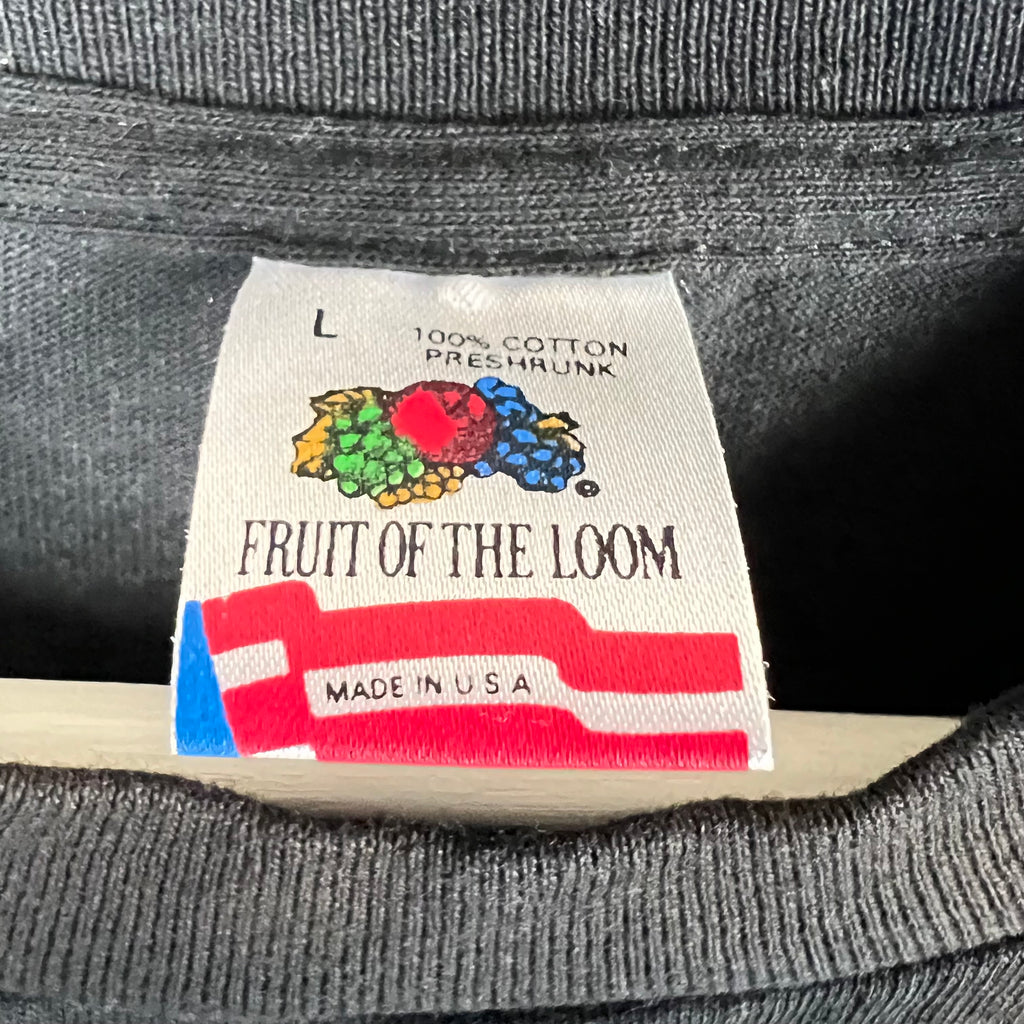 L
100% COTTON
PRESHRUNK
®
FRUIT OF THE LOOM
MADE IN U S A